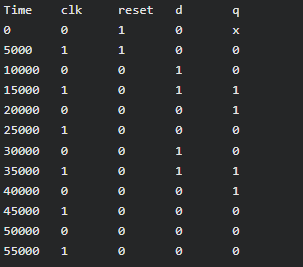 Time clk reset d q
0 0 1 0 x
5000 1 1 0 0
10000 0 0 1 0
15000 1 0 1 1
20000 0 0 0 1
25000 1 0 0 0
30000 0 0 1 0
35000 1 0 1 1
40000 0 0 0 1
45000 1 0 0 0
50000 0 0 0 0
55000 1 0 0 0